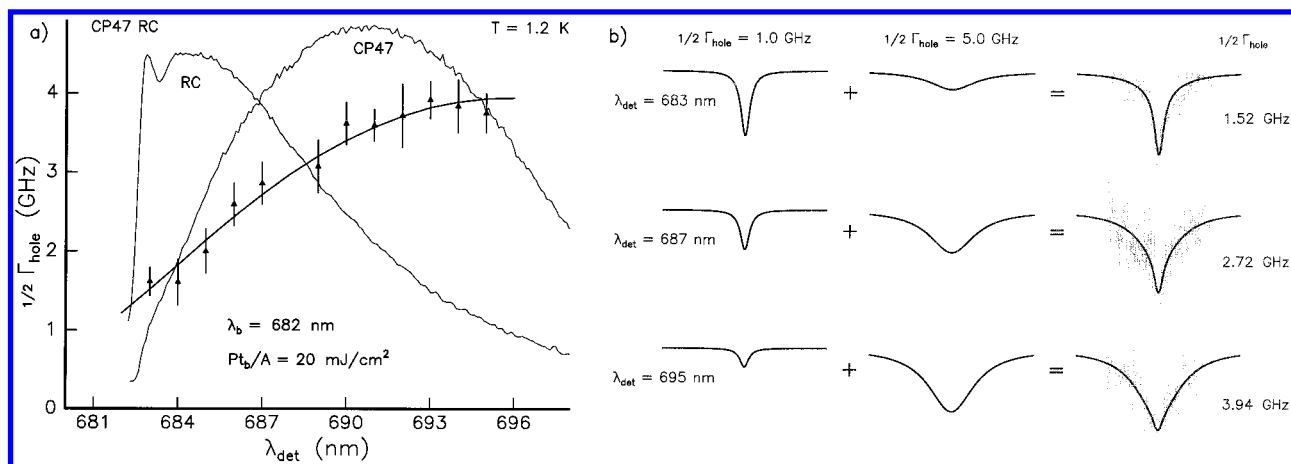 a) CP47 RC
T = 1.2 K
CP47
RC
1/2 Γhole (GHz)
4
3
2
1
0
λb = 682 nm
Ptb/A = 20 mJ/cm²
681 684 687 690 693 696
λdet (nm)
b)
1/2 Γhole = 1.0 GHz 1/2 Γhole = 5.0 GHz 1/2 Γhole
λdet = 683 nm + = 1.52 GHz
λdet = 687 nm + = 2.72 GHz
λdet = 695 nm + = 3.94 GHz